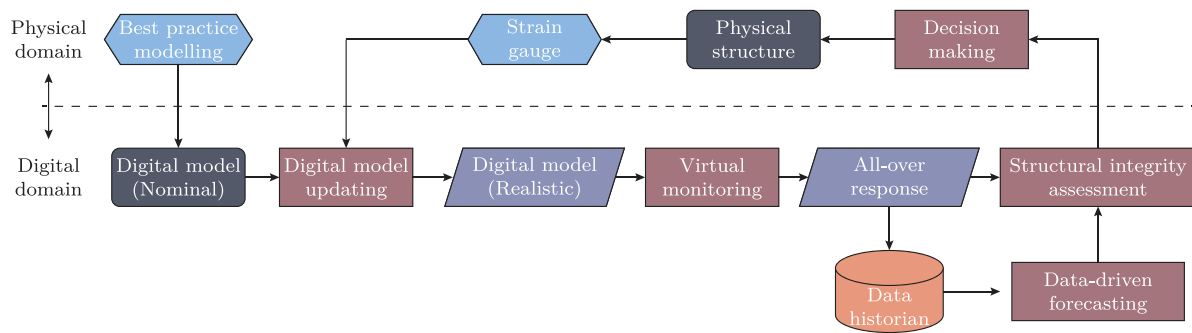 Physical
domain
Best practice
modelling
Strain
gauge
Physical
structure
Decision
making
Digital
domain
Digital model
(Nominal)
Digital model
updating
Digital model
(Realistic)
Virtual
monitoring
All-over
response
Structural integrity
assessment
Data
historian
Data-driven
forecasting